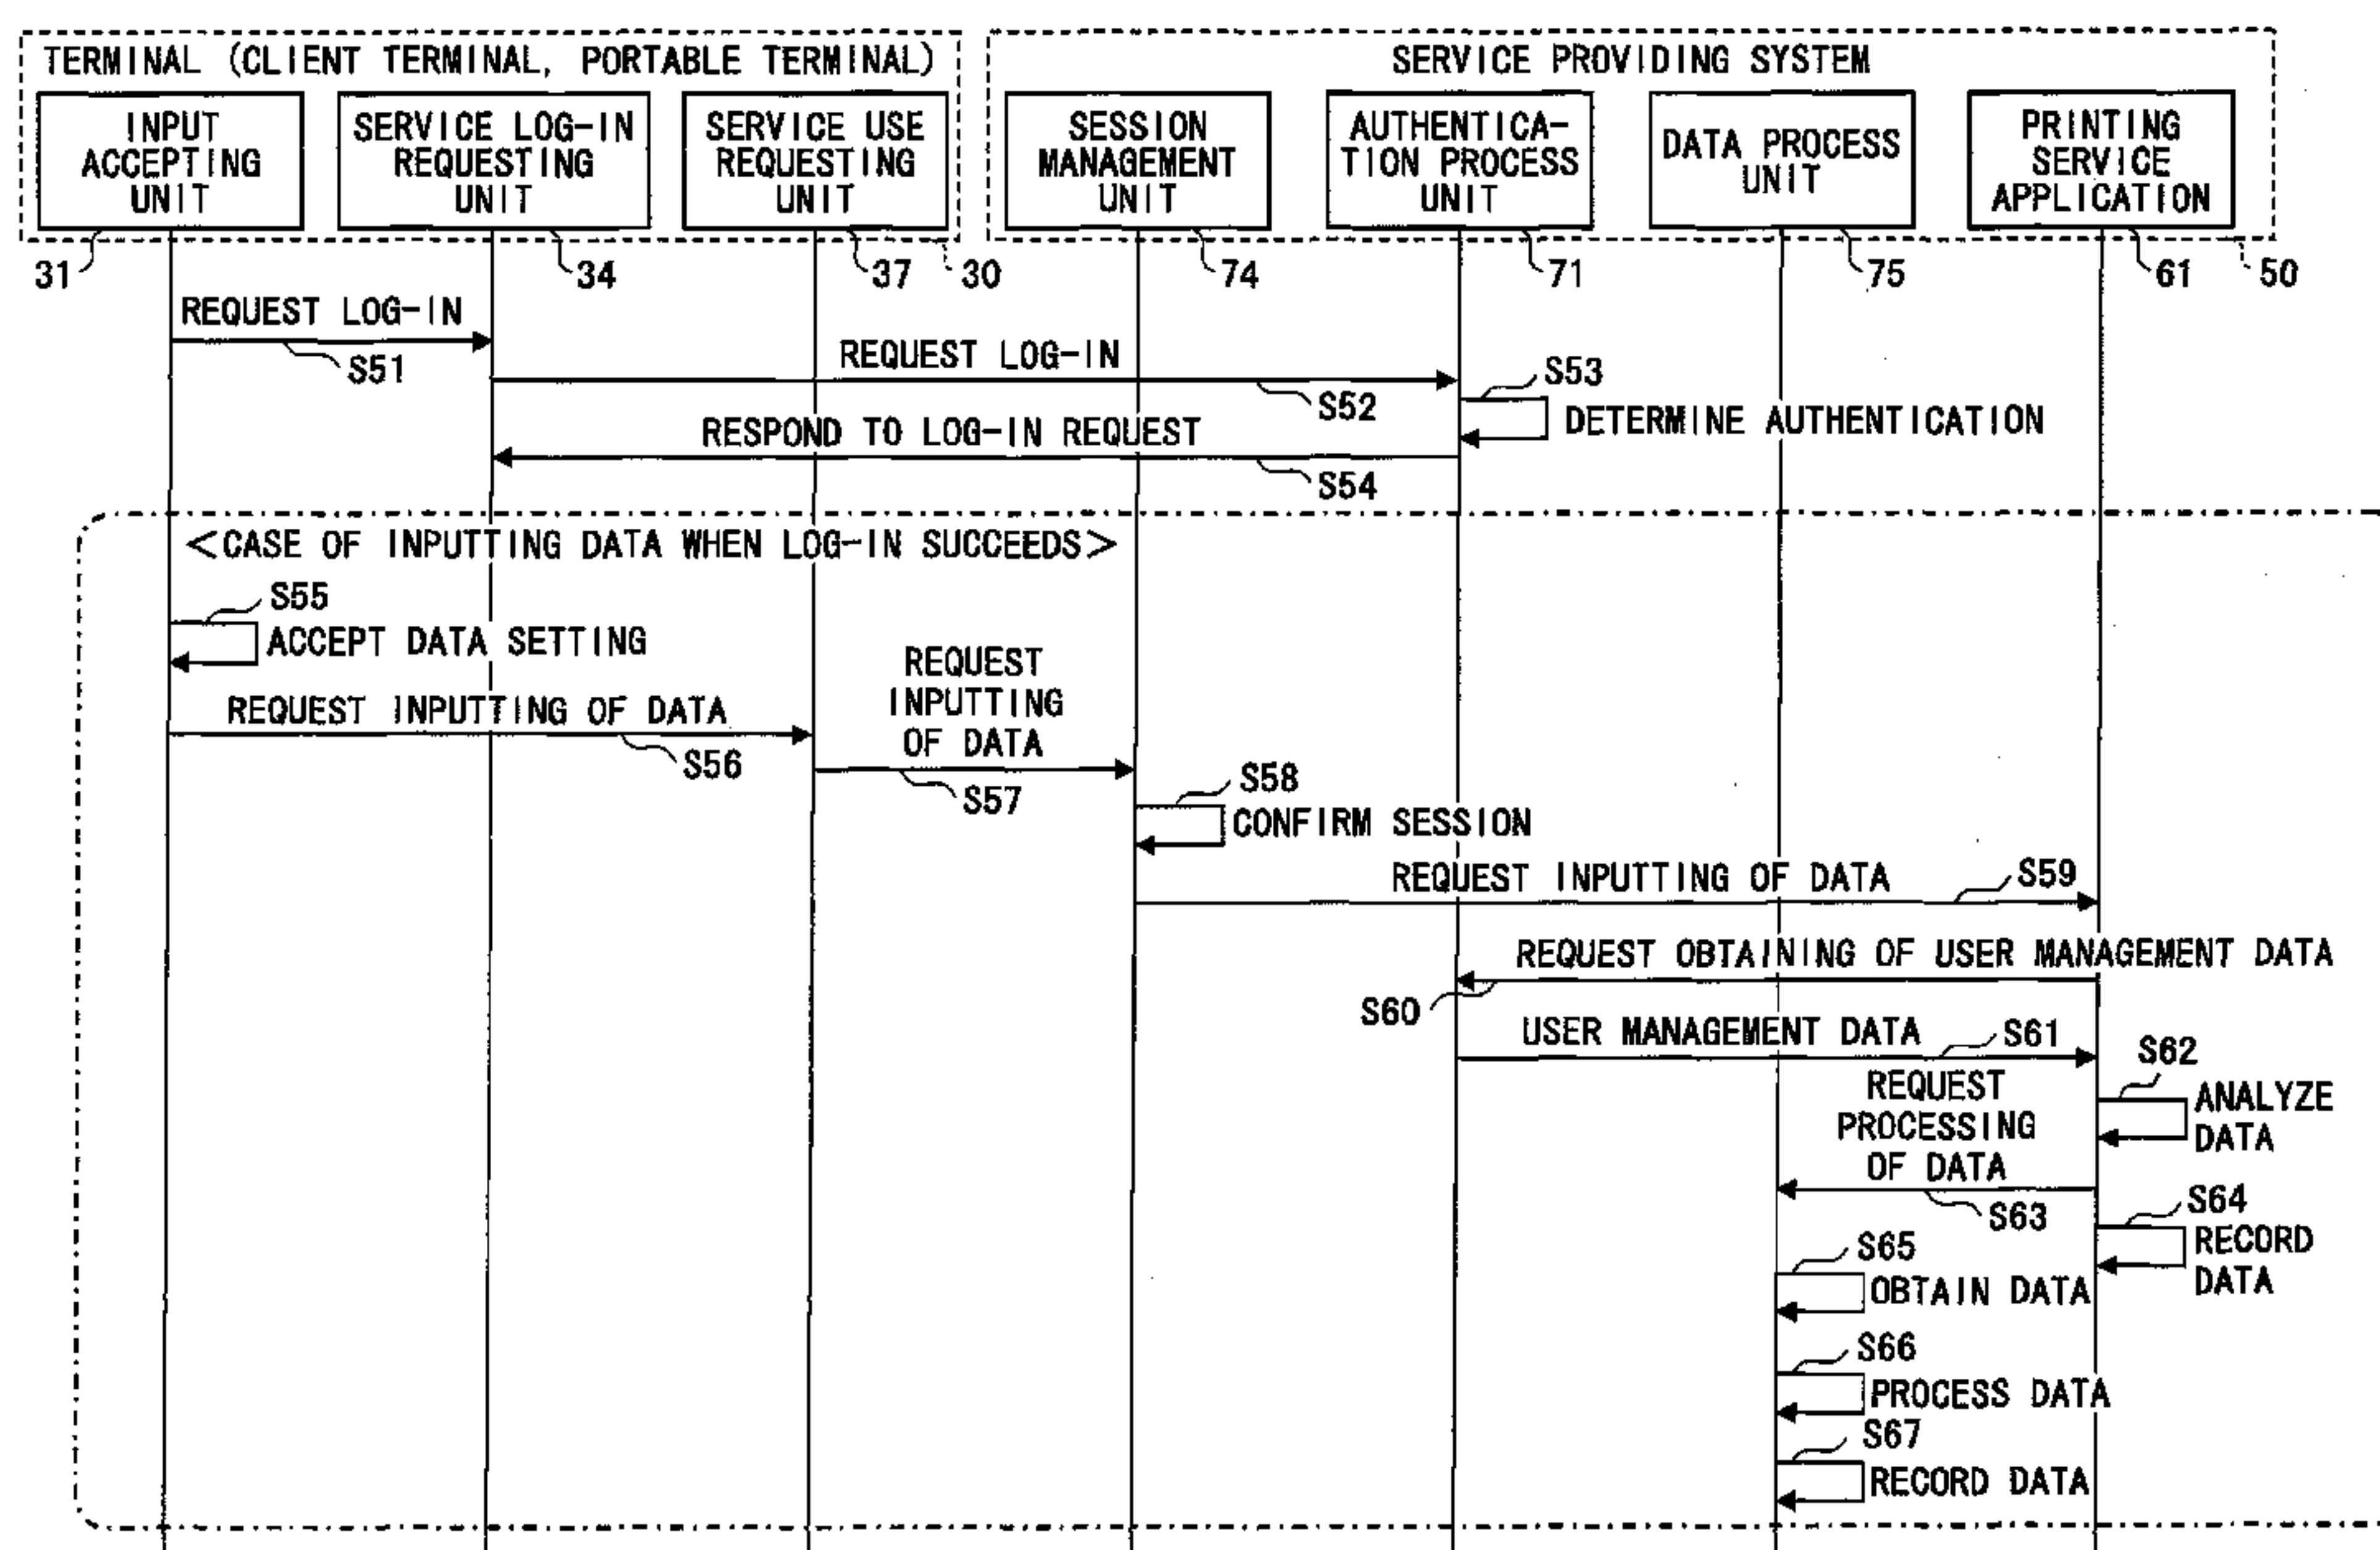 TERMINAL (CLIENT TERMINAL, PORTABLE TERMINAL)
SERVICE PROVIDING SYSTEM
INPUT
ACCEPTING
UNIT
SERVICE LOG-IN
REQUESTING
UNIT
SERVICE USE
REQUESTING
UNIT
SESSION
MANAGEMENT
UNIT
AUTHENTICA-
TION PROCESS
UNIT
DATA PROCESS
UNIT
PRINTING
SERVICE
APPLICATION
31
34
37
30
74
71
75
61
50
REQUEST LOG-IN
S51
REQUEST LOG-IN
S52
S53
DETERMINE AUTHENTICATION
RESPOND TO LOG-IN REQUEST
S54
<CASE OF INPUTTING DATA WHEN LOG-IN SUCCEEDS>
S55
ACCEPT DATA SETTING
REQUEST INPUTTING OF DATA
S56
REQUEST
INPUTTING
OF DATA
S57
S58
CONFIRM SESSION
REQUEST INPUTTING OF DATA
S59
REQUEST OBTAINING OF USER MANAGEMENT DATA
S60
USER MANAGEMENT DATA
S61
S62
ANALYZE
DATA
REQUEST
PROCESSING
OF DATA
S63
S64
RECORD
DATA
S65
OBTAIN DATA
S66
PROCESS DATA
S67
RECORD DATA